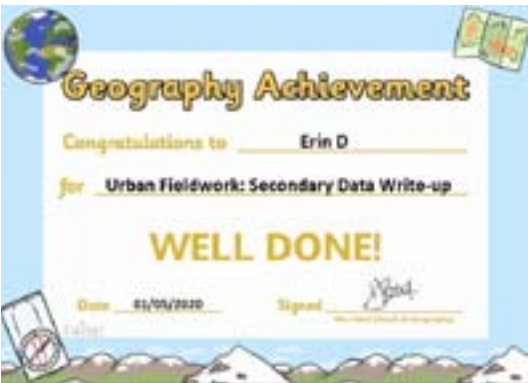 Geography Achievement
Congratulations to Erin D
for Urban Fieldwork: Secondary Data Write-up
WELL DONE!
Date 01/05/2020 Signed